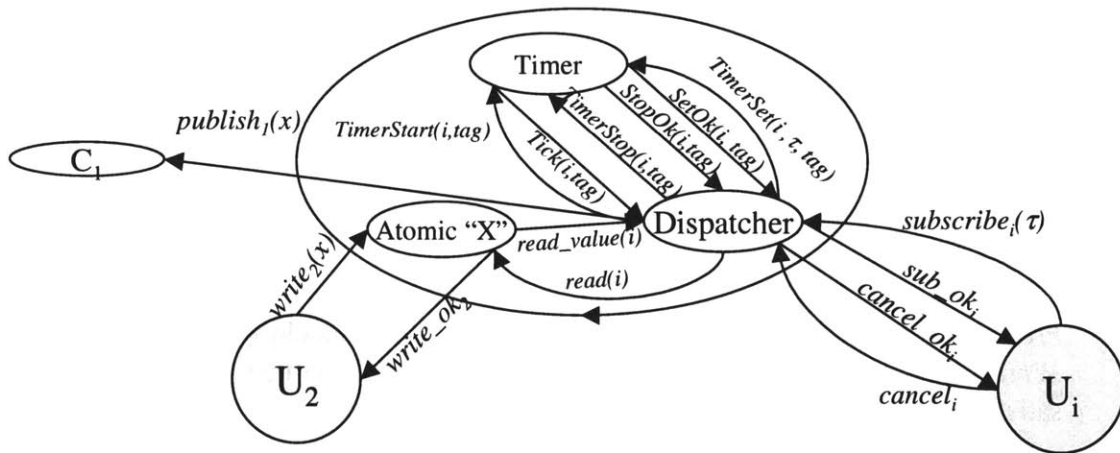 Timer
publish₁(x)
TimerStart(i,tag)
Tick(i,tag)
TimerStop(i,tag)
StopOk(i,tag)
SetOk(i, tag)
TimerSet(i, τ, tag)
C₁
Atomic “X”
read_value(i)
Dispatcher
read(i)
subscribeᵢ(τ)
sub_okᵢ
cancel_okᵢ
cancelᵢ
write₂(x)
write_ok₂
U₂
Uᵢ